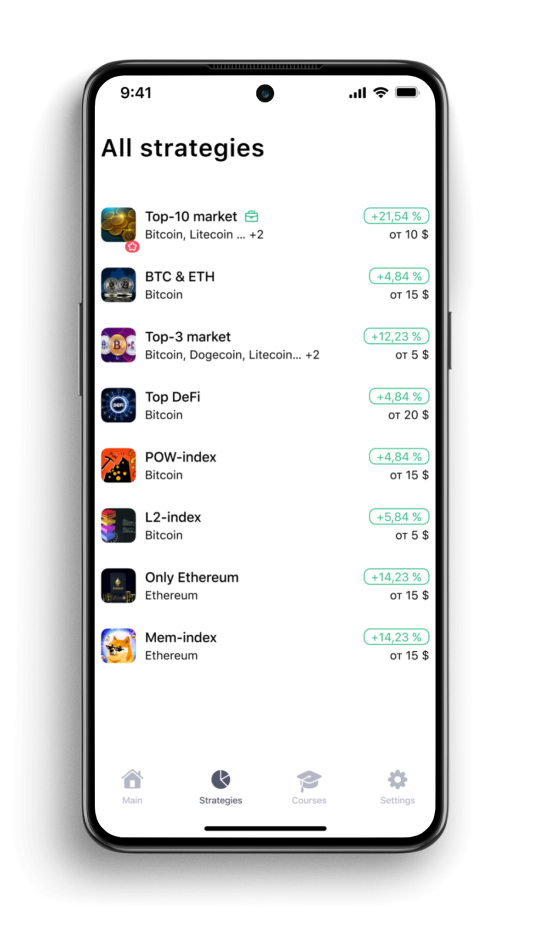 9:41
All strategies
Top-10 market
+21,54 %
Bitcoin, Litecoin ... +2
от 10 $
BTC & ETH
+4,84 %
Bitcoin
от 15 $
Top-3 market
+12,23 %
Bitcoin, Dogecoin, Litecoin... +2
от 5 $
Top DeFi
+4,84 %
Bitcoin
от 20 $
POW-index
+4,84 %
Bitcoin
от 15 $
L2-index
+5,84 %
Bitcoin
от 5 $
Only Ethereum
+14,23 %
Ethereum
от 15 $
Mem-index
+14,23 %
Ethereum
от 15 $
Main
Strategies
Courses
Settings